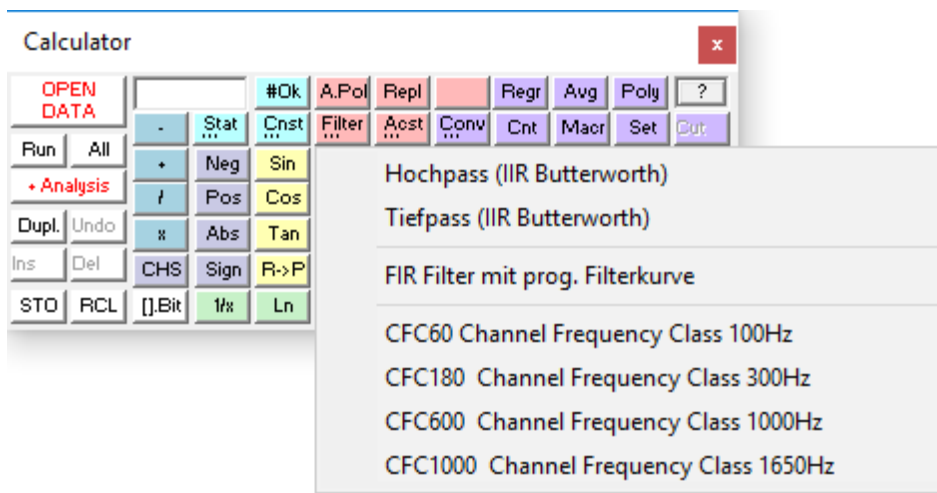 Calculator
x
OPEN DATA #Ok A.Pol Repl Regr Avg Poly ?
- Stat Cnst Filter Acst Conv Cnt Macr Set Cut
Run All + Neg Sin
+ Analysis / Pos Cos
Dupl. Undo x Abs Tan
Ins Del CHS Sign R->P
STO RCL [].Bit 1/x Ln
Hochpass (IIR Butterworth)
Tiefpass (IIR Butterworth)
FIR Filter mit prog. Filterkurve
CFC60 Channel Frequency Class 100Hz
CFC180 Channel Frequency Class 300Hz
CFC600 Channel Frequency Class 1000Hz
CFC1000 Channel Frequency Class 1650Hz